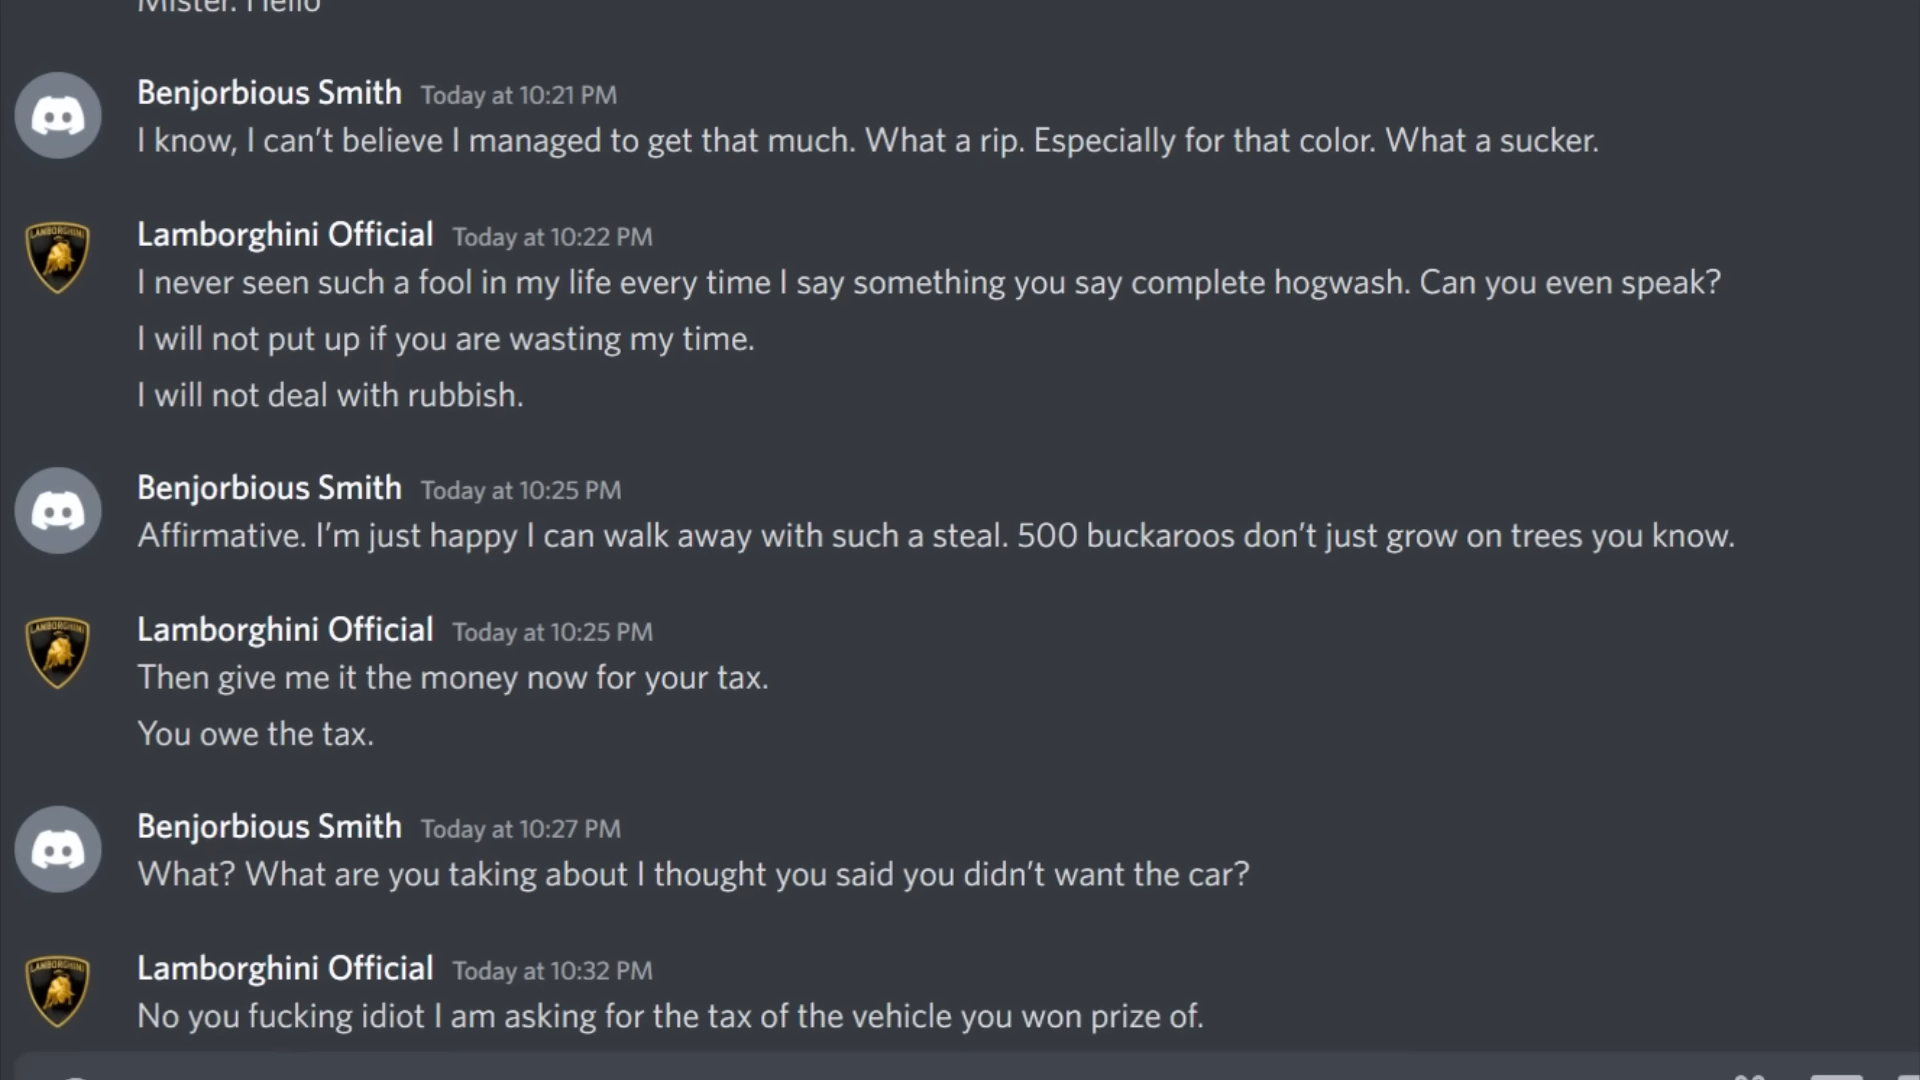 Mister. Hello
Benjorbious Smith Today at 10:21 PM
I know, I can't believe I managed to get that much. What a rip. Especially for that color. What a sucker.
LAMBORGHINI
Lamborghini Official Today at 10:22 PM
I never seen such a fool in my life every time I say something you say complete hogwash. Can you even speak?
I will not put up if you are wasting my time.
I will not deal with rubbish.
Benjorbious Smith Today at 10:25 PM
Affirmative. I'm just happy I can walk away with such a steal. 500 buckaroos don't just grow on trees you know.
LAMBORGHINI
Lamborghini Official Today at 10:25 PM
Then give me it the money now for your tax.
You owe the tax.
Benjorbious Smith Today at 10:27 PM
What? What are you taking about I thought you said you didn't want the car?
LAMBORGHINI
Lamborghini Official Today at 10:32 PM
No you fucking idiot I am asking for the tax of the vehicle you won prize of.